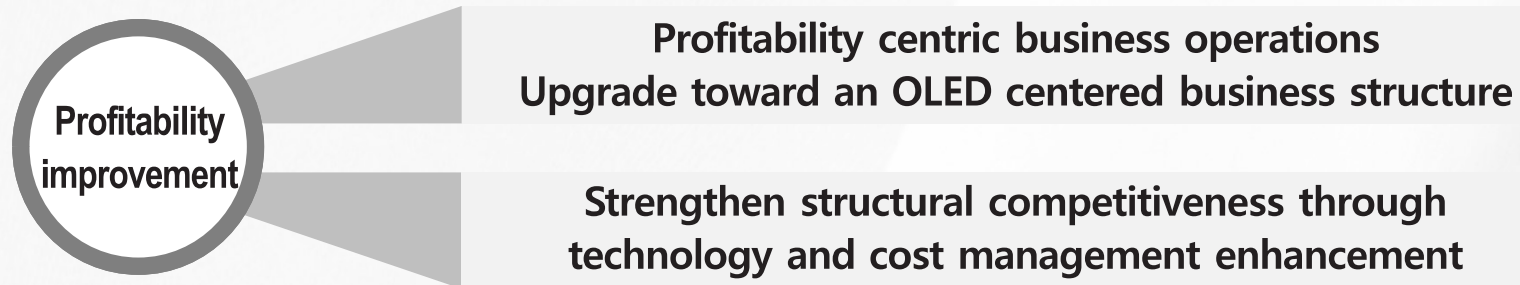 Profitability
improvement
Profitability centric business operations
Upgrade toward an OLED centered business structure
Strengthen structural competitiveness through
technology and cost management enhancement